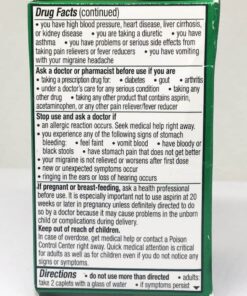 Drug Facts (continued)
• you have high blood pressure, heart disease, liver cirrhosis,
or kidney disease • you are taking a diuretic • you have
asthma • you have problems or serious side effects from
taking pain relievers or fever reducers • you have vomiting
with your migraine headache
Ask a doctor or pharmacist before use if you are
• taking a prescription drug for: • diabetes • gout • arthritis
• under a doctor's care for any serious condition • taking any
other drug • taking any other product that contains aspirin,
acetaminophen, or any other pain reliever/fever reducer
Stop use and ask a doctor if
• an allergic reaction occurs. Seek medical help right away.
• you experience any of the following signs of stomach
bleeding: • feel faint • vomit blood • have bloody or
black stools • have stomach pain that does not get better
• your migraine is not relieved or worsens after first dose
• new or unexpected symptoms occur
• ringing in the ears or loss of hearing occurs
If pregnant or breast-feeding, ask a health professional
before use. It is especially important not to use aspirin at 20
weeks or later in pregnancy unless definitely directed to do
so by a doctor because it may cause problems in the unborn
child or complications during delivery.
Keep out of reach of children.
In case of overdose, get medical help or contact a Poison
Control Center right away. Quick medical attention is critical
for adults as well as for children even if you do not notice any
signs or symptoms.
Directions • do not use more than directed • adults
take 2 caplets with a glass of water • if symptoms persist